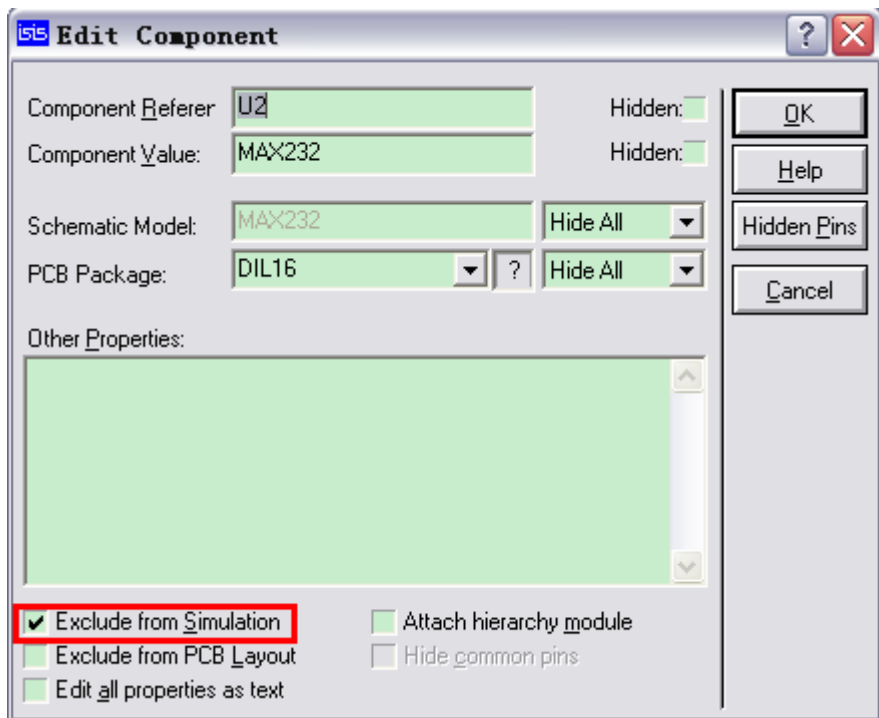 isis Edit Component
Component Referer U2 Hidden:
OK
Component Value: MAX232 Hidden:
Help
Schematic Model: MAX232 Hide All
Hidden Pins
PCB Package: DIL16 ? Hide All
Cancel
Other Properties:
Exclude from Simulation Attach hierarchy module
Exclude from PCB Layout Hide common pins
Edit all properties as text